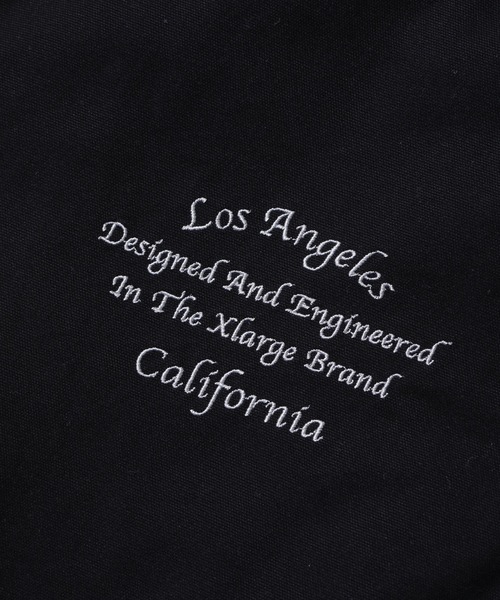 Los Angeles
Designed And Engineered
In The Xlarge Brand
California